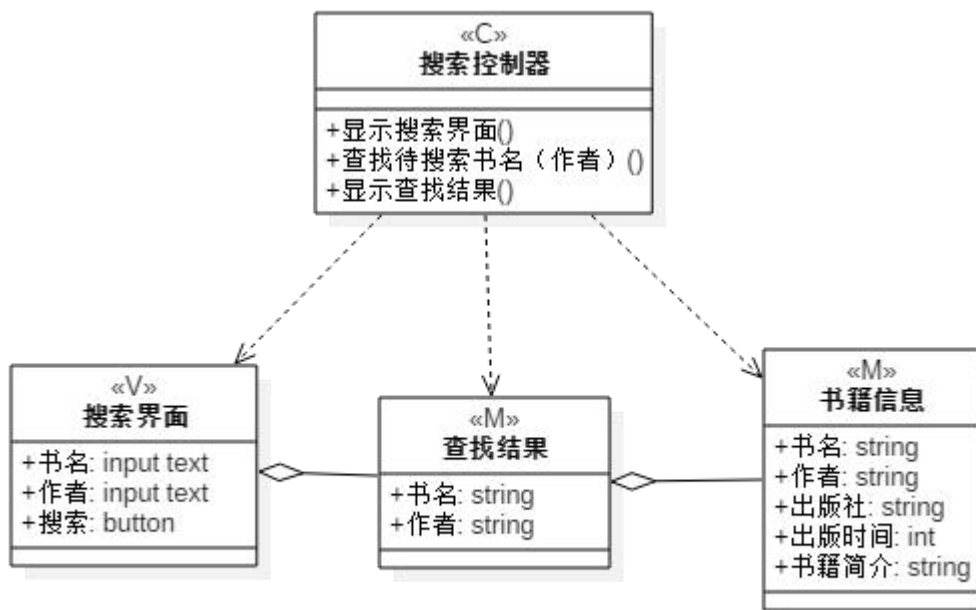 «C»
搜索控制器
+显示搜索界面()
+查找待搜索书名（作者）()
+显示查找结果()
«V»
搜索界面
+书名: input text
+作者: input text
+搜索: button
«M»
查找结果
+书名: string
+作者: string
«M»
书籍信息
+书名: string
+作者: string
+出版社: string
+出版时间: int
+书籍简介: string